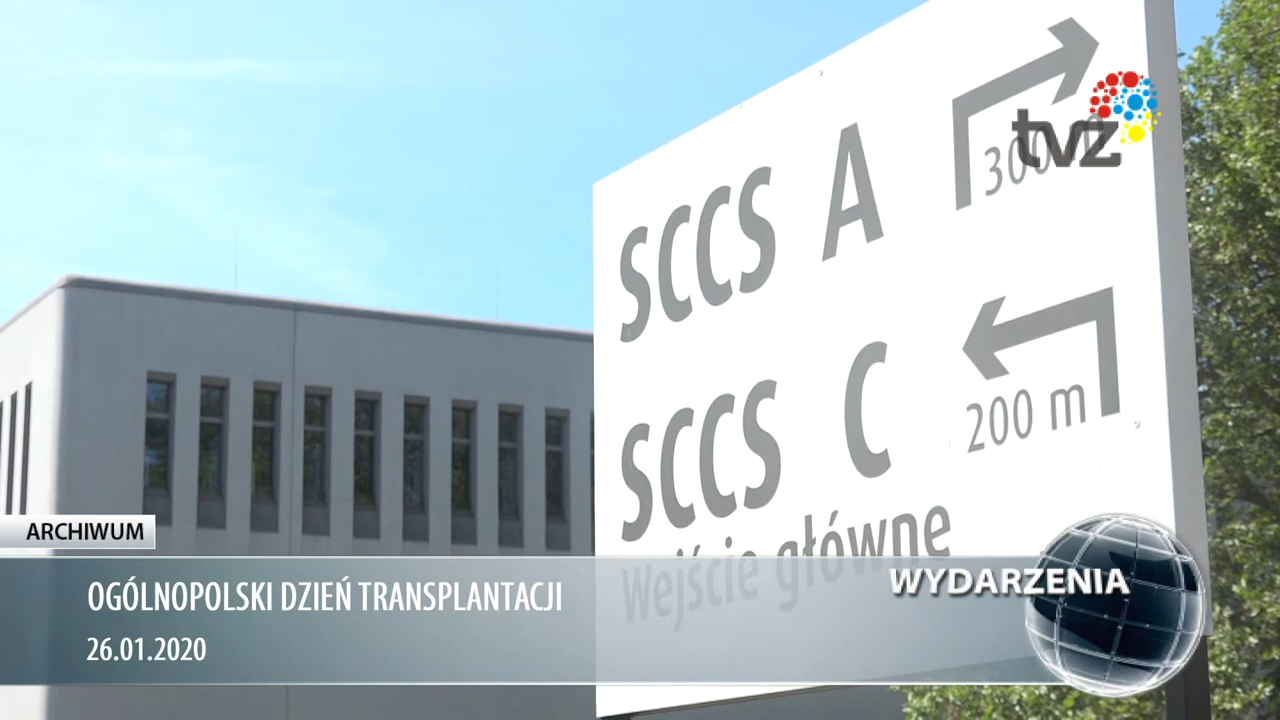 SCCS A
300 m
tvz
SCCS C
200 m
Wejście główne
ARCHIWUM
WYDARZENIA
OGÓLNOPOLSKI DZIEŃ TRANSPLANTACJI
26.01.2020